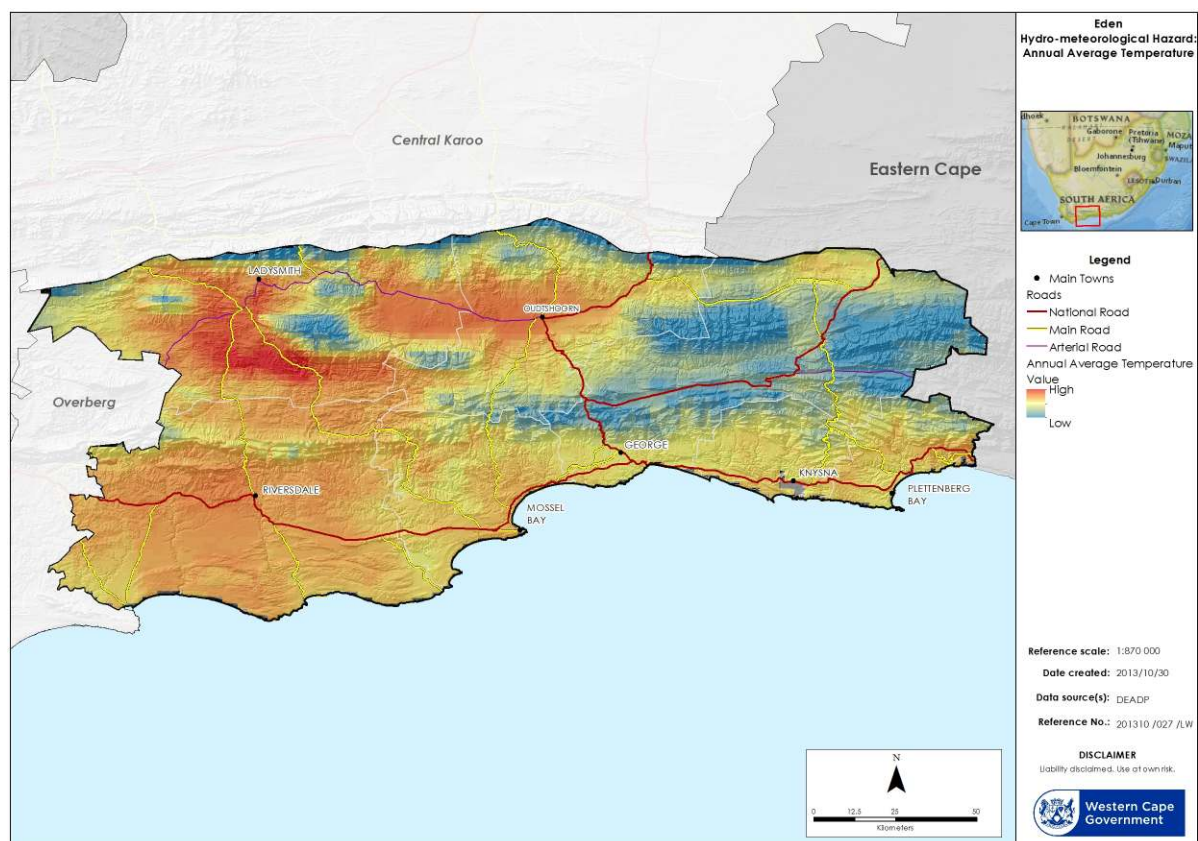 Eden
Hydro-meteorological Hazard:
Annual Average Temperature
Central Karoo
Eastern Cape
Overberg
LADYSMITH
OUDTSHOORN
GEORGE
KNYSNA
PLETTENBERG
BAY
MOSSEL
BAY
RIVERSDALE
BOTSWANA
Gaborone
Pretoria
(Tshwane)
MOZA
Maput
Johannesburg
SWAZIL
Bloemfontein
LESOTHO
Durban
SOUTH AFRICA
Cape Town
Legend
Main Towns
Roads
National Road
Main Road
Arterial Road
Annual Average Temperature
Value
High
Low
Reference scale: 1:870 000
Date created: 2013/10/30
Data source(s): DEADP
Reference No.: 201310 /027 /LW
DISCLAIMER
Liability disclaimed. Use at own risk.
Western Cape
Government
N
0 12.5 25 50
Kilometers